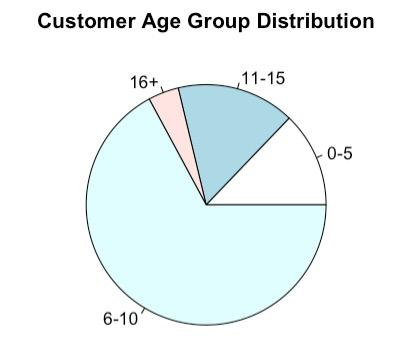 Customer Age Group Distribution
16+
11-15
0-5
6-10